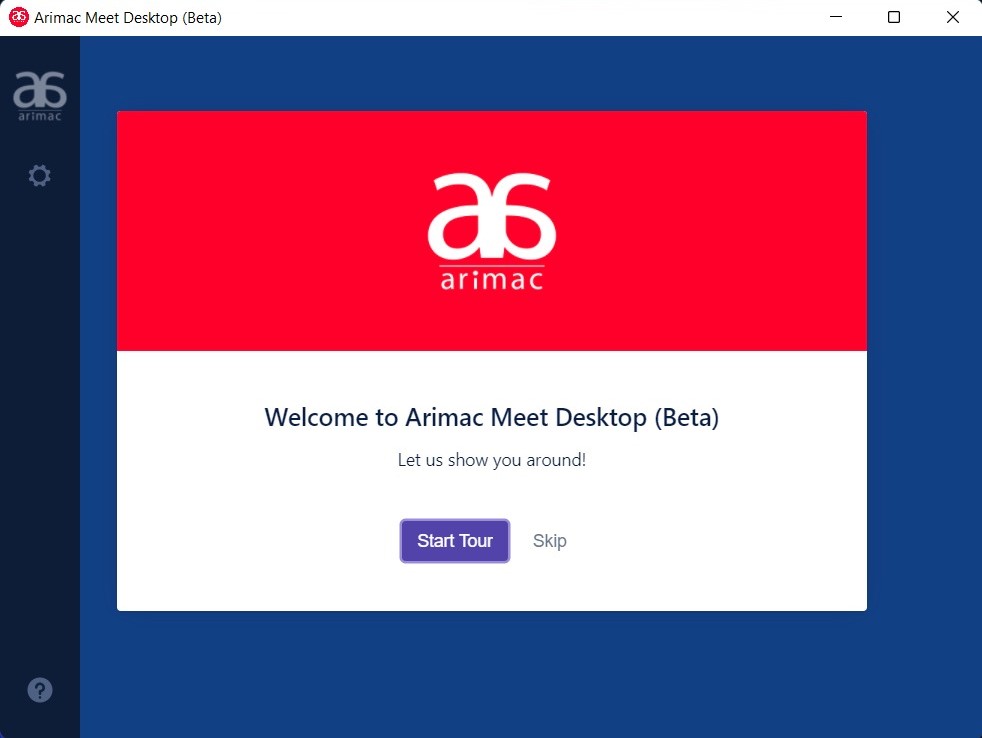 Arimac Meet Desktop (Beta)
arimac
arimac
Welcome to Arimac Meet Desktop (Beta)
Let us show you around!
Start Tour
Skip
?